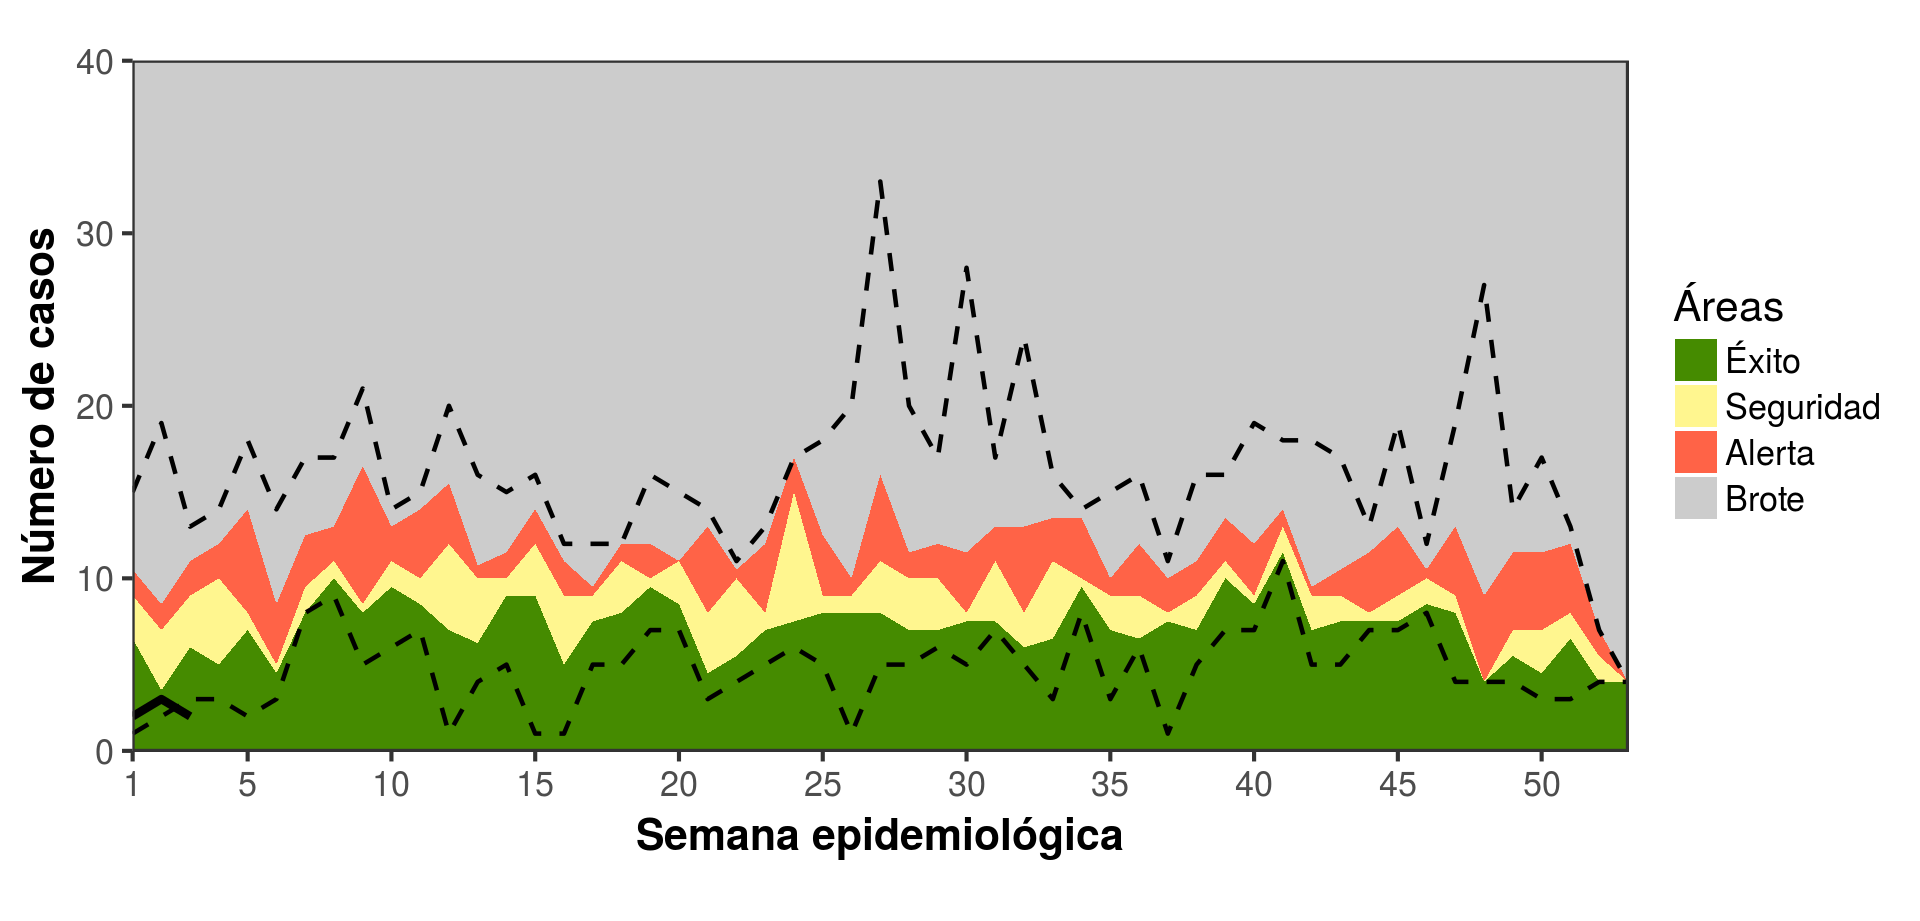 40
30
20
10
0
Número de casos
1 5 10 15 20 25 30 35 40 45 50
Semana epidemiológica
Áreas
Éxito
Seguridad
Alerta
Brote